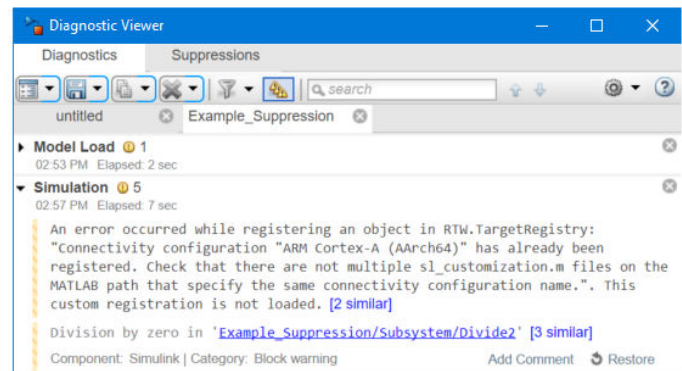 Diagnostic Viewer
Diagnostics Suppressions
search
untitled Example_Suppression
Model Load 1
02:53 PM Elapsed: 2 sec
Simulation 5
02:57 PM Elapsed: 7 sec
An error occurred while registering an object in RTW.TargetRegistry:
"Connectivity configuration "ARM Cortex-A (AArch64)" has already been
registered. Check that there are not multiple sl_customization.m files on the
MATLAB path that specify the same connectivity configuration name.". This
custom registration is not loaded. [2 similar]
Division by zero in 'Example_Suppression/Subsystem/Divide2' [3 similar]
Component: Simulink | Category: Block warning Add Comment Restore